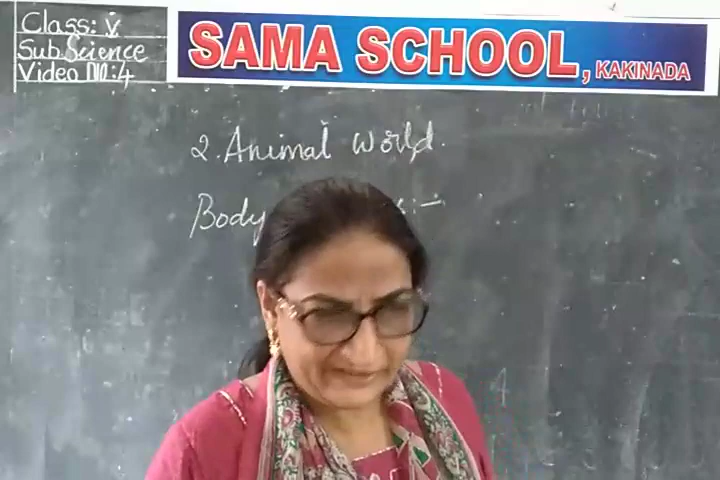 Class: V
Sub: Science
Video No: 4
SAMA SCHOOL, KAKINADA
2. Animal World.
Body